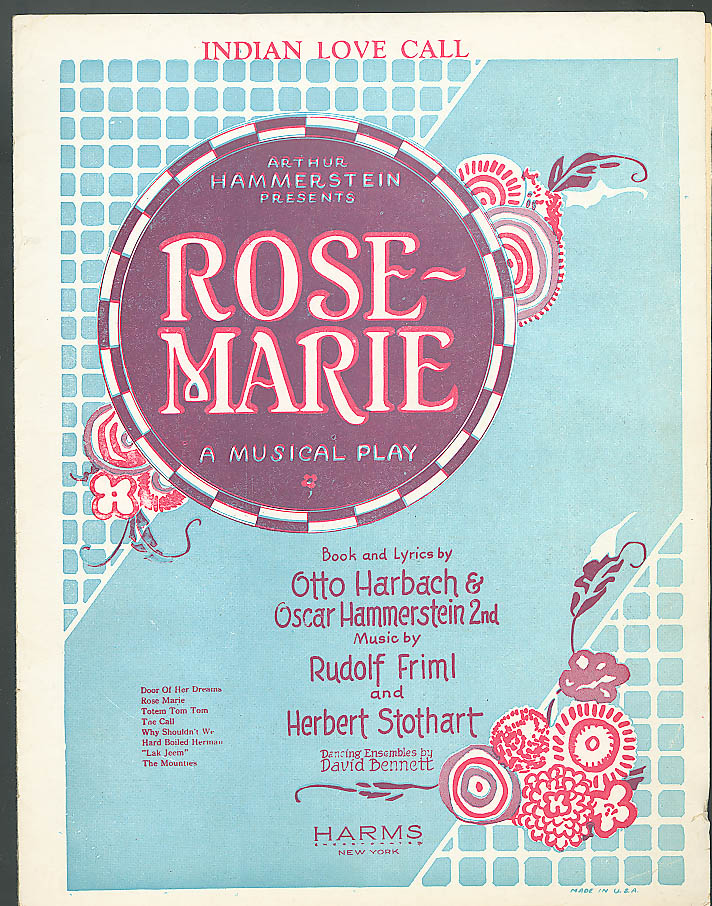 INDIAN LOVE CALL
ARTHUR
HAMMERSTEIN
PRESENTS
ROSE-
MARIE
A MUSICAL PLAY
Book and Lyrics by
Otto Harbach &
Oscar Hammerstein 2nd
Music by
Rudolf Friml
and
Herbert Stothart
Dancing Ensembles by
David Bennett
Door Of Her Dreams
Rose Marie
Totem Tom Tom
The Call
Why Shouldn't We
Hard Boiled Herman
"Lak Jeem"
The Mounties
HARMS
INCORPORATED
NEW YORK
MADE IN U.S.A.